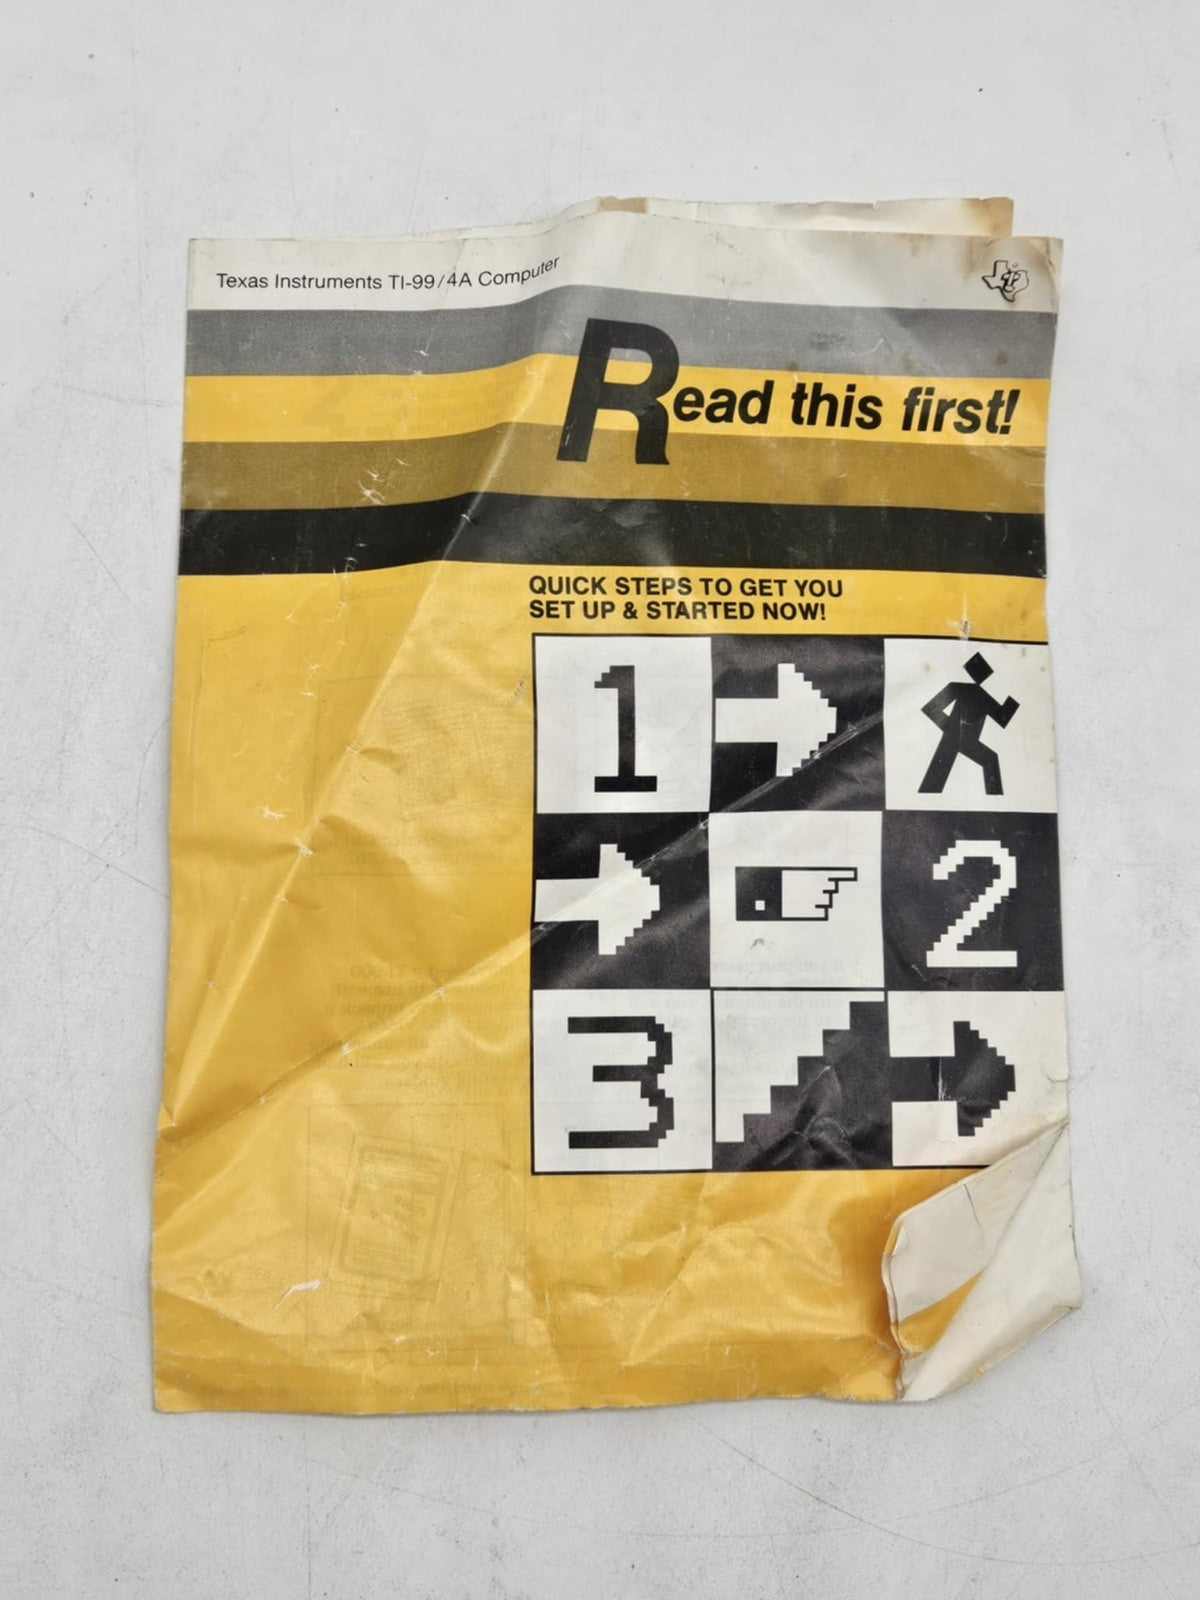 Texas Instruments TI-99/4A Computer
Read this first!
QUICK STEPS TO GET YOU
SET UP & STARTED NOW!
1
2
3